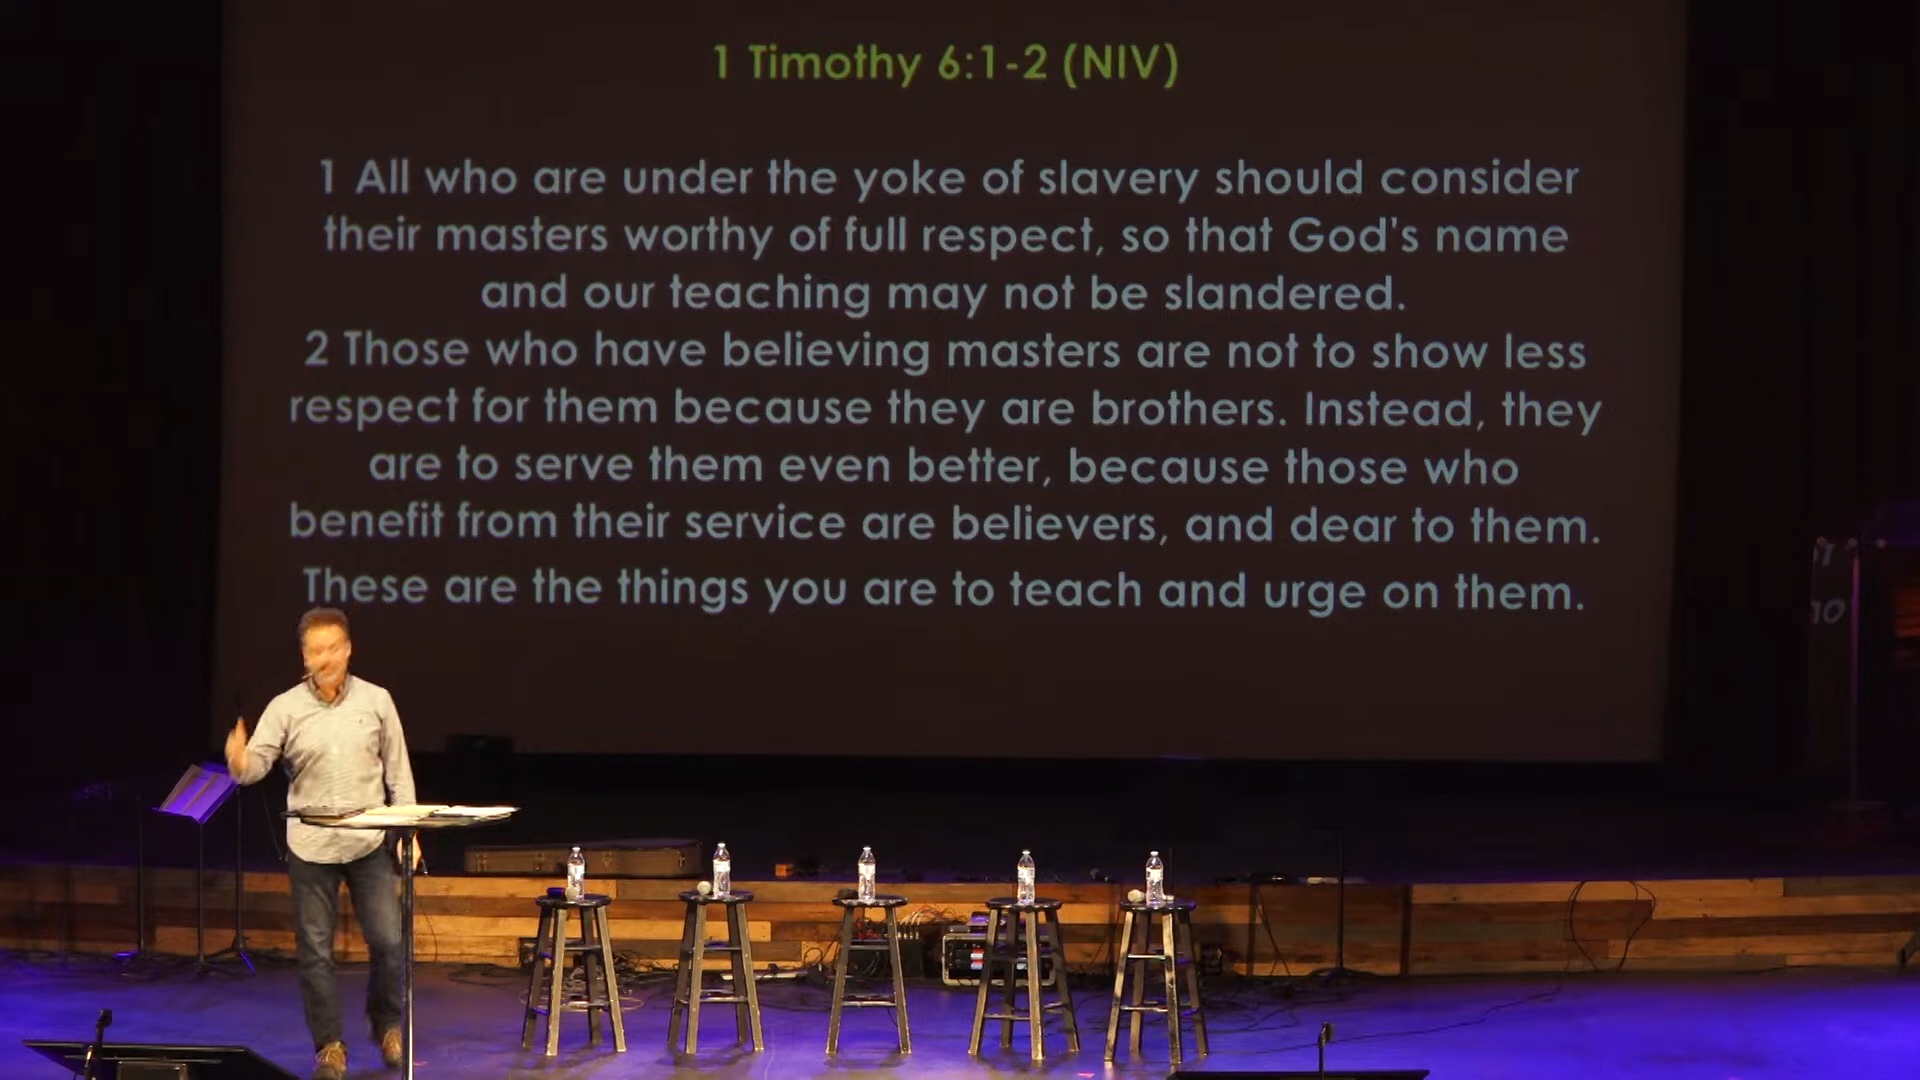 1 Timothy 6:1-2 (NIV)
1 All who are under the yoke of slavery should consider
their masters worthy of full respect, so that God's name
and our teaching may not be slandered.
2 Those who have believing masters are not to show less
respect for them because they are brothers. Instead, they
are to serve them even better, because those who
benefit from their service are believers, and dear to them.
These are the things you are to teach and urge on them.